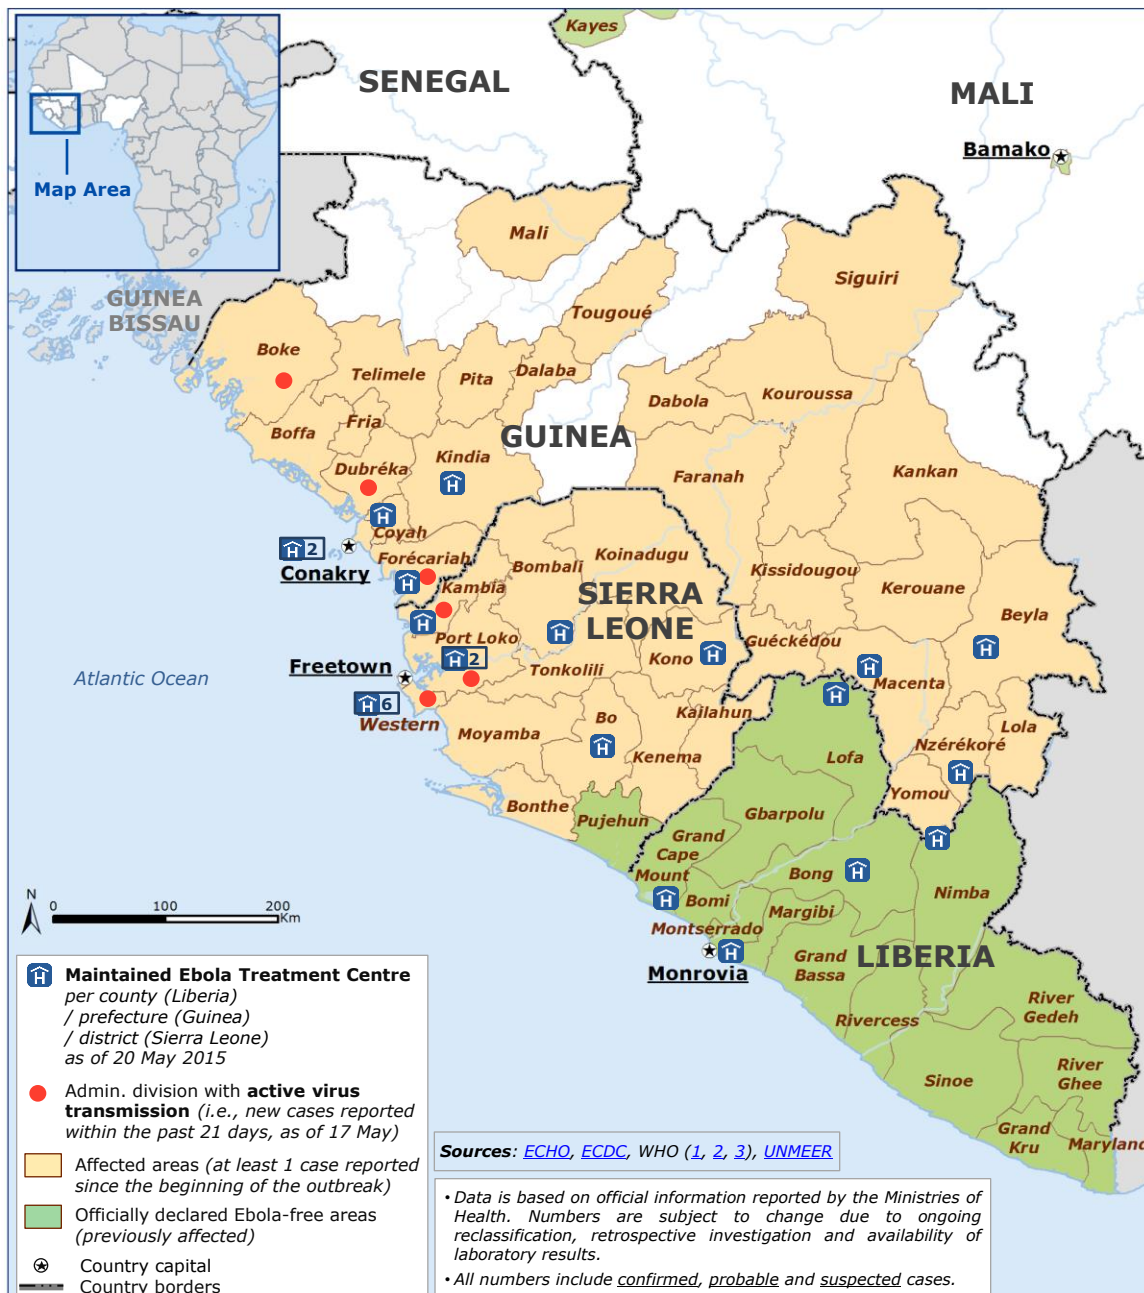 Kayes
SENEGAL
MALI
Bamako
Map Area
Mali
Siguiri
GUINEA
BISSAU
Tougoué
Boke
Telimele
Pita
Dalaba
Kouroussa
Dabola
Fria
Boffa
GUINEA
Kindia
Dubréka
Faranah
Kankan
H
H
Coyah
H 2
Conakry
Forécariah
Koinadugu
Bombali
H
Kambia
Kissidougou
Kerouane
SIERRA
LEONE
Beyla
H
Port Loko
H
Guéckédou
H
H 2
Kono
H
H
Freetown
Tonkolili
Atlantic Ocean
Macenta
H
H 6
Western
Bo
Kailahun
Lola
Moyamba
H
Nzérékoré
Kenema
Lofa
H
Yomou
Bonthe
Gbarpolu
Pujehun
Grand
Cape
Mount
H
Bong
H
Nimba
N
H
Bomi
0 100 200
Km
Margibi
Montserrado
H
LIBERIA
Grand
Bassa
Monrovia
River
Gedeh
Rivercess
River
Ghee
Sinoe
Grand
Kru
Maryland
H Maintained Ebola Treatment Centre
per county (Liberia)
/ prefecture (Guinea)
/ district (Sierra Leone)
as of 20 May 2015
Admin. division with active virus
transmission (i.e., new cases reported
within the past 21 days, as of 17 May)
Affected areas (at least 1 case reported
since the beginning of the outbreak)
Officially declared Ebola-free areas
(previously affected)
Country capital
Country borders
Sources: ECHO, ECDC, WHO (1, 2, 3), UNMEER
• Data is based on official information reported by the Ministries of
Health. Numbers are subject to change due to ongoing
reclassification, retrospective investigation and availability of
laboratory results.
• All numbers include confirmed, probable and suspected cases.